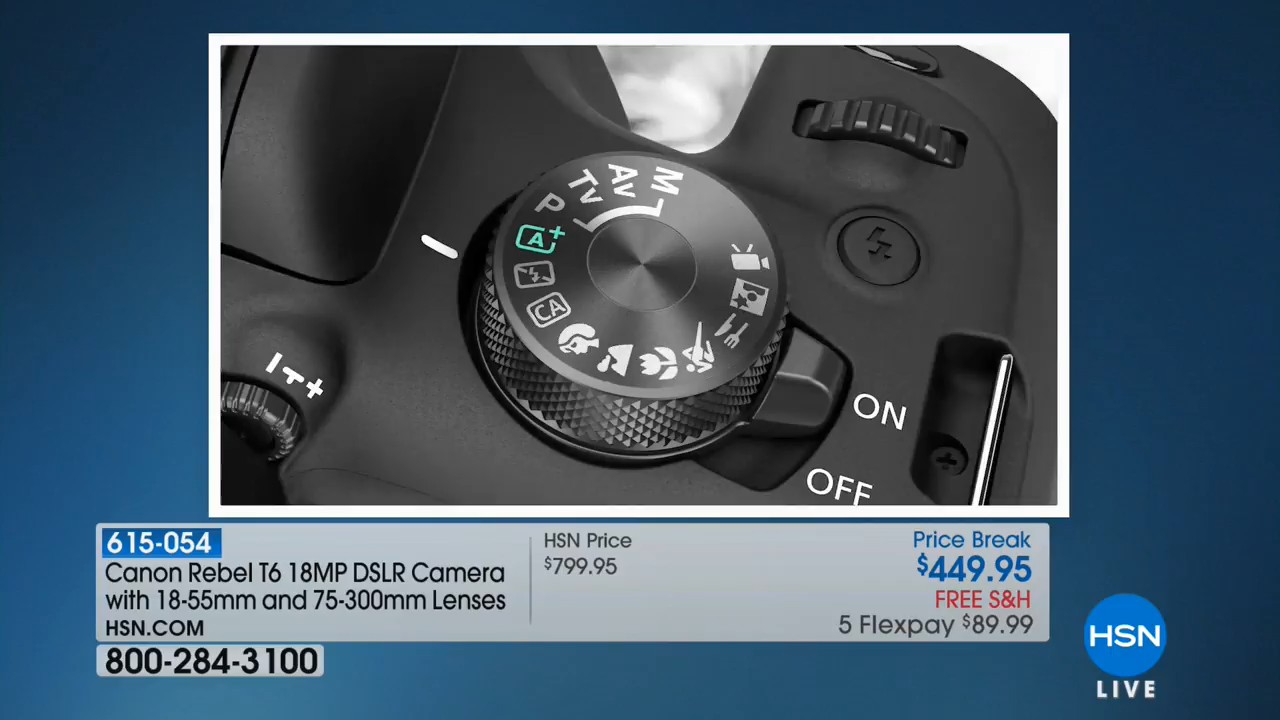 M
Av
Tv
P
A+
CA
ON
OFF
615-054
Canon Rebel T6 18MP DSLR Camera
with 18-55mm and 75-300mm Lenses
HSN.COM
800-284-3100
HSN Price
$799.95
Price Break
$449.95
FREE S&H
5 Flexpay $89.99
HSN
LIVE